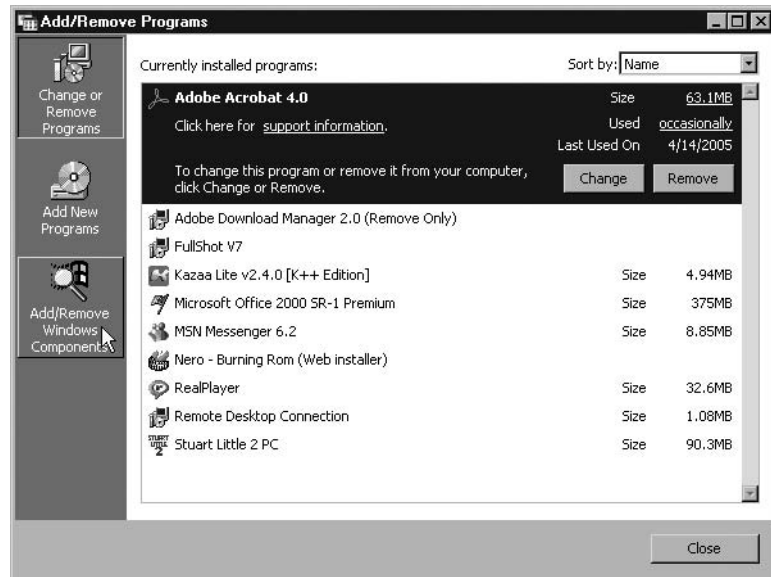 Add/Remove Programs
Change or
Remove
Programs
Add New
Programs
Add/Remove
Windows
Components
Currently installed programs:
Sort by: Name
Adobe Acrobat 4.0
Size 63.1MB
Click here for support information.
Used occasionally
Last Used On 4/14/2005
To change this program or remove it from your computer,
click Change or Remove.
Change Remove
Adobe Download Manager 2.0 (Remove Only)
FullShot V7
Kazaa Lite v2.4.0 [K++ Edition] Size 4.94MB
Microsoft Office 2000 SR-1 Premium Size 375MB
MSN Messenger 6.2 Size 8.85MB
Nero - Burning Rom (Web installer)
RealPlayer Size 32.6MB
Remote Desktop Connection Size 1.08MB
STUART
LITTLE
2
Stuart Little 2 PC Size 90.3MB
Close